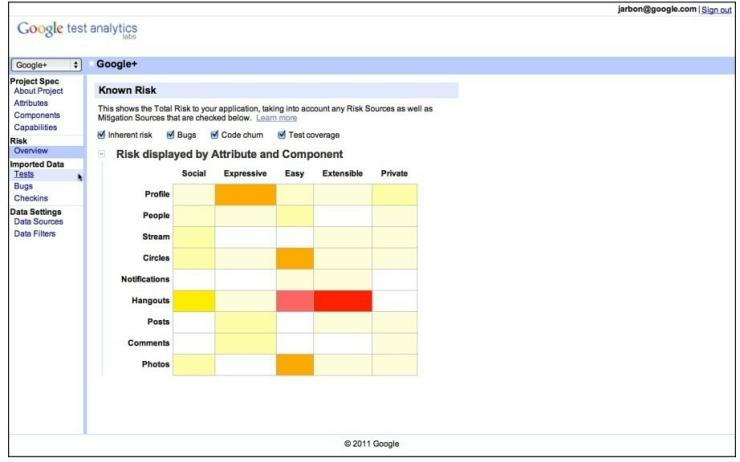 jarbon@google.com | Sign out
Google test analytics
labs
Google+
Google+
Project Spec
About Project
Attributes
Components
Capabilities
Risk
Overview
Imported Data
Tests
Bugs
Checkins
Data Settings
Data Sources
Data Filters
Known Risk
This shows the Total Risk to your application, taking into account any Risk Sources as well as
Mitigation Sources that are checked below. Learn more
Inherent risk Bugs Code churn Test coverage
Risk displayed by Attribute and Component
Social Expressive Easy Extensible Private
Profile
People
Stream
Circles
Notifications
Hangouts
Posts
Comments
Photos
© 2011 Google